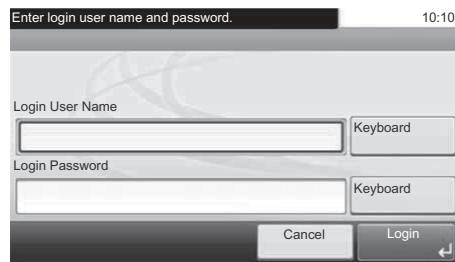 Enter login user name and password. 10:10
Login User Name
Keyboard
Login Password
Keyboard
Cancel Login